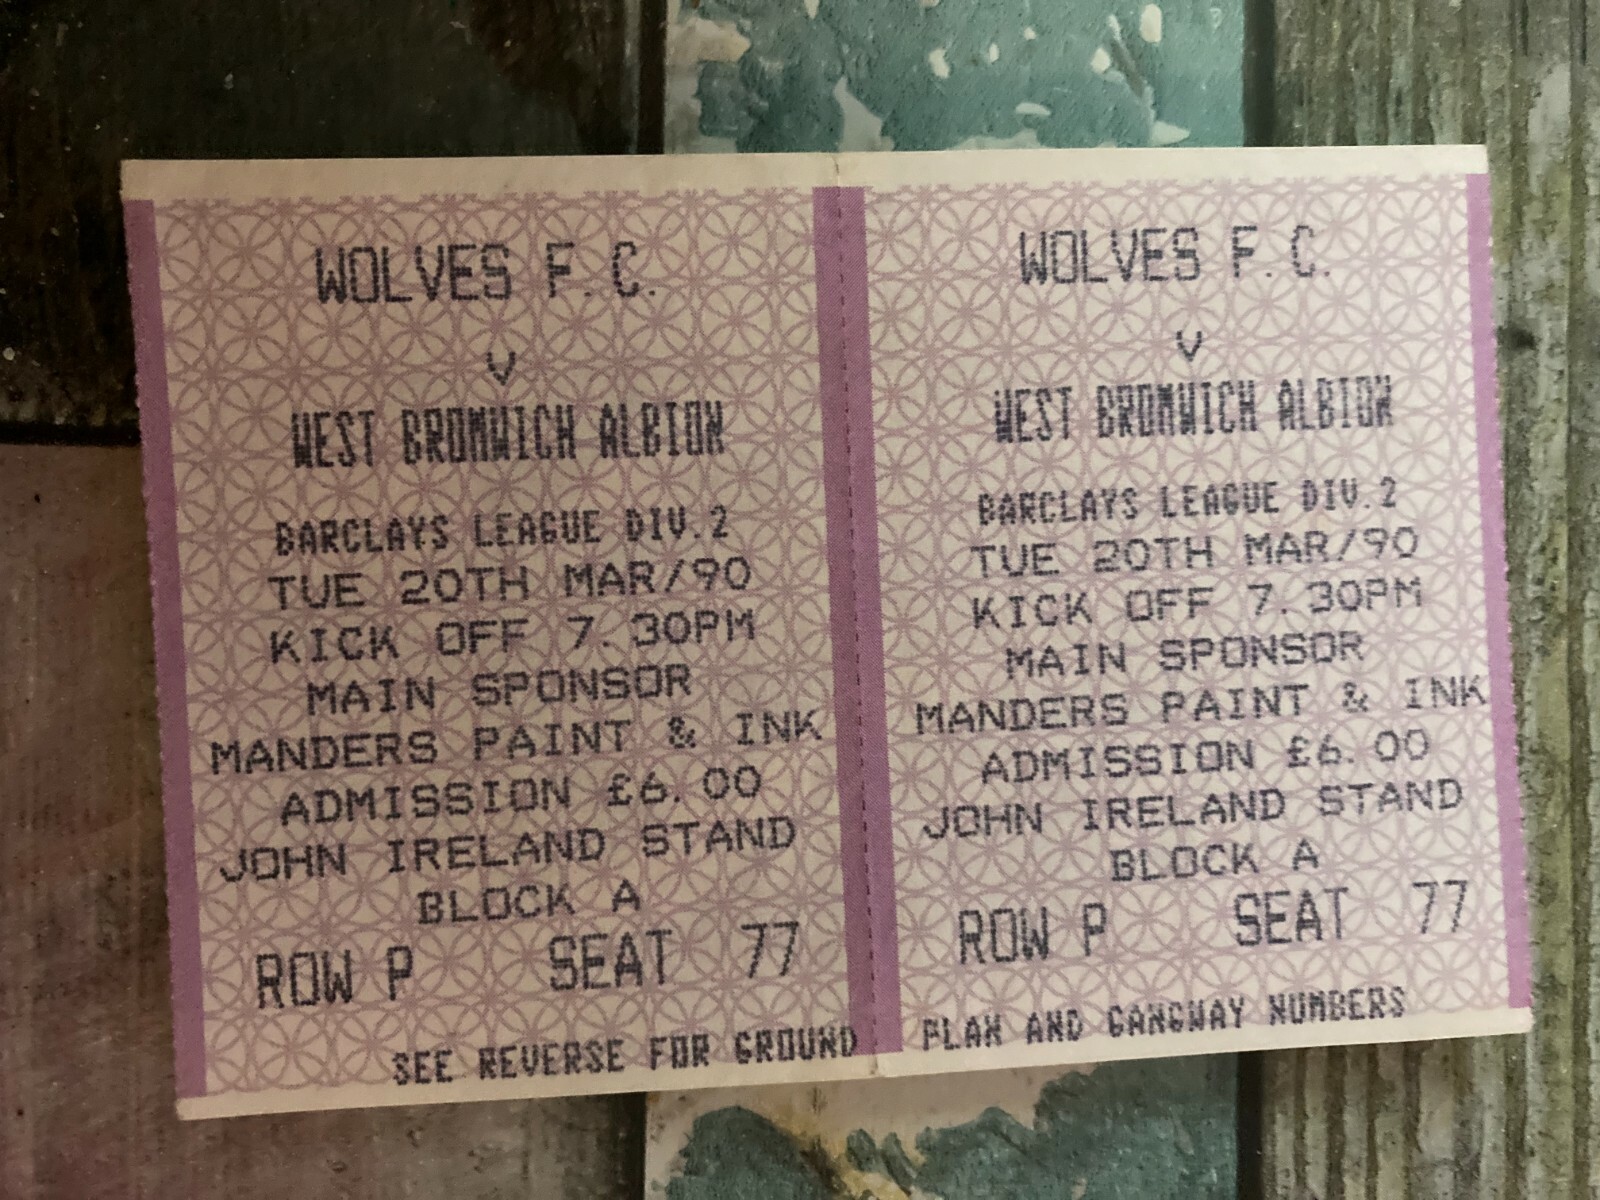 WOLVES F.C.
V
WEST BROMWICH ALBION
BARCLAYS LEAGUE DIV.2
TUE 20TH MAR/90
KICK OFF 7.30PM
MAIN SPONSOR
MANDERS PAINT & INK
ADMISSION £6.00
JOHN IRELAND STAND
BLOCK A
ROW P SEAT 77
SEE REVERSE FOR GROUND
WOLVES F.C.
V
WEST BROMWICH ALBION
BARCLAYS LEAGUE DIV.2
TUE 20TH MAR/90
KICK OFF 7.30PM
MAIN SPONSOR
MANDERS PAINT & INK
ADMISSION £6.00
JOHN IRELAND STAND
BLOCK A
ROW P SEAT 77
PLAN AND GANGWAY NUMBERS